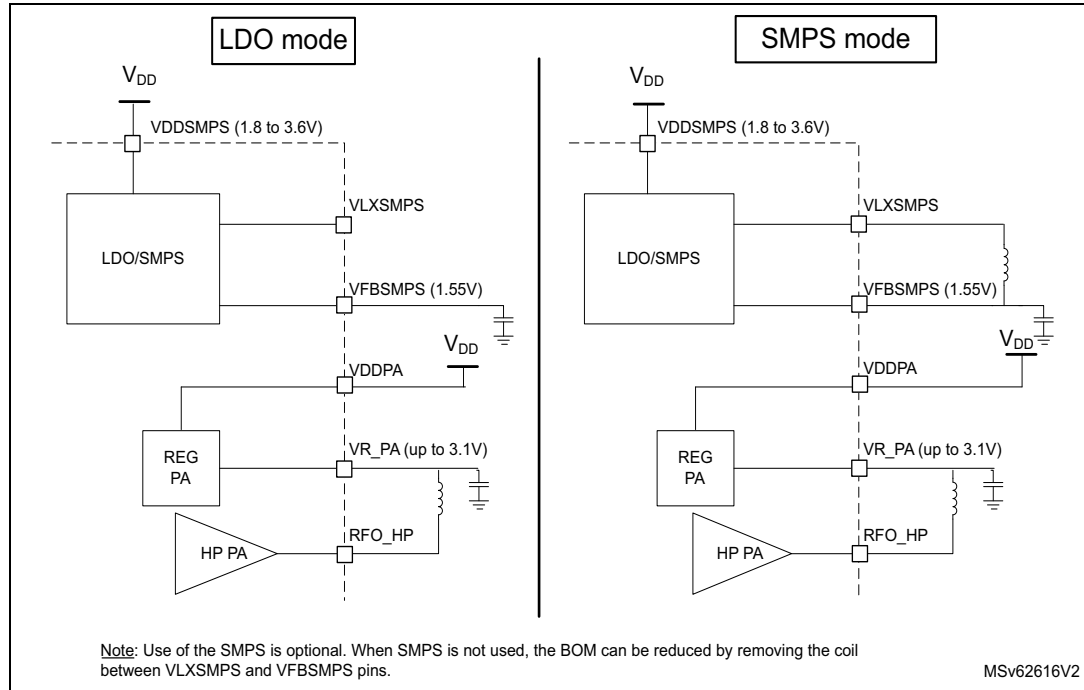 LDO mode
VDD
VDDSMPS (1.8 to 3.6V)
LDO/SMPS
VLXSMPS
VFBSMPS (1.55V)
VDD
VDDPA
REG
PA
VR_PA (up to 3.1V)
HP PA
RFO_HP
SMPS mode
VDD
VDDSMPS (1.8 to 3.6V)
LDO/SMPS
VLXSMPS
VFBSMPS (1.55V)
VDD
VDDPA
REG
PA
VR_PA (up to 3.1V)
HP PA
RFO_HP
Note: Use of the SMPS is optional. When SMPS is not used, the BOM can be reduced by removing the coil
between VLXSMPS and VFBSMPS pins.
MSv62616V2